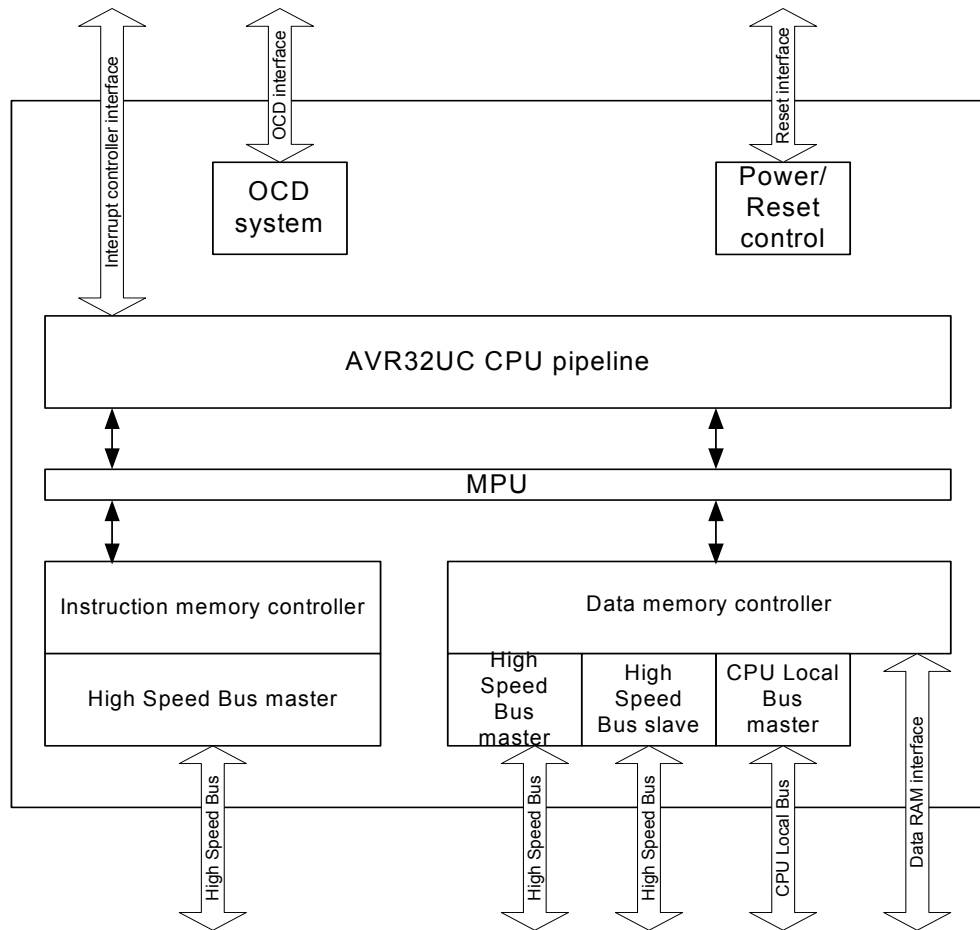 Interrupt controller interface
OCD interface
Reset interface
OCD
system
Power/
Reset
control
AVR32UC CPU pipeline
MPU
Instruction memory controller
High Speed Bus master
Data memory controller
High
Speed
Bus
master
High
Speed
Bus slave
CPU Local
Bus
master
High Speed Bus
High Speed Bus
High Speed Bus
CPU Local Bus
Data RAM interface